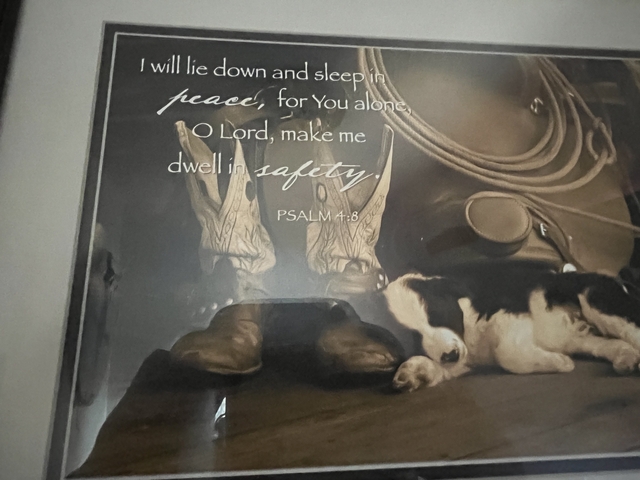 I will lie down and sleep in
peace, for You alone,
O Lord, make me
dwell in safety.
PSALM 4:8